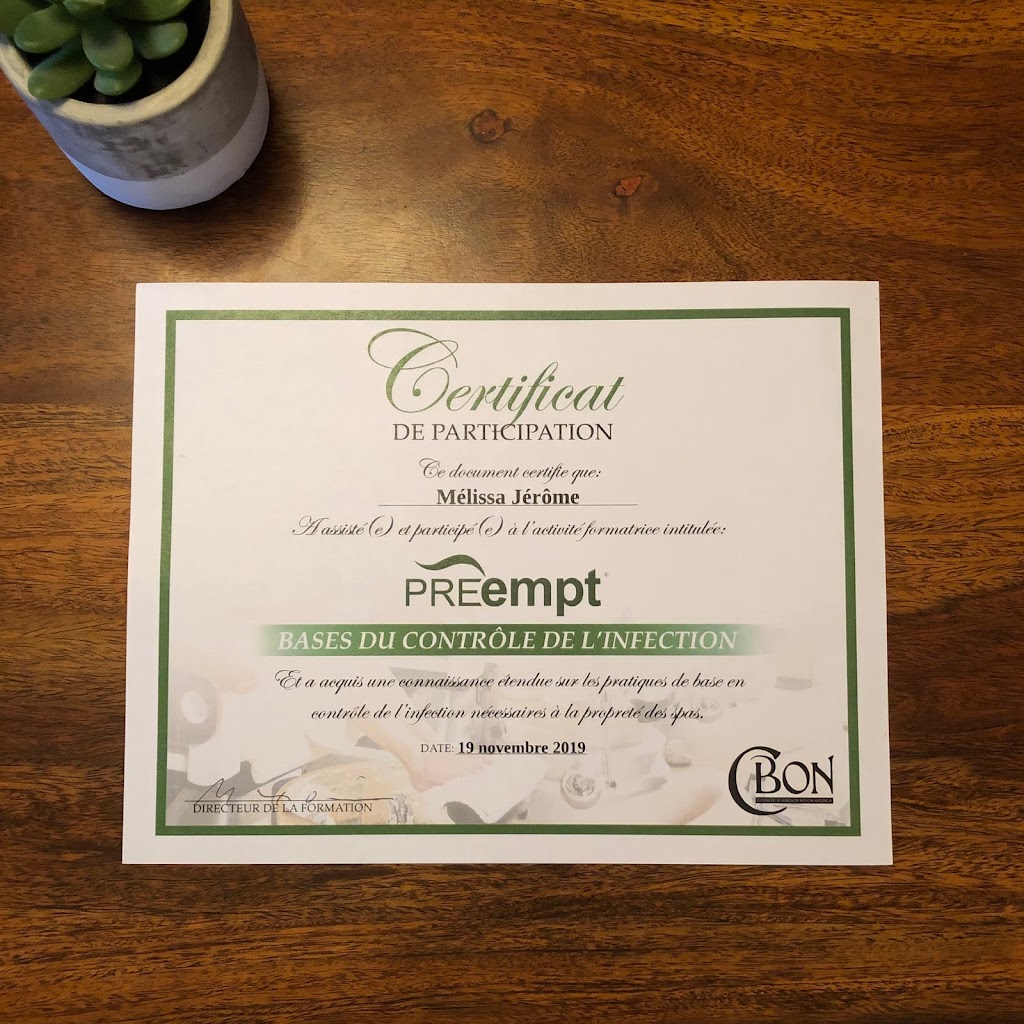 Certificat
DE PARTICIPATION
Ce document certifie que:
Mélissa Jérôme
A assisté(e) et participé(e) à l'activité formatrice intitulée:
PREempt®
BASES DU CONTRÔLE DE L'INFECTION
Et a acquis une connaissance étendue sur les pratiques de base en
contrôle de l'infection nécessaires à la propreté des spas.
DATE: 19 novembre 2019
DIRECTEUR DE LA FORMATION
CBON